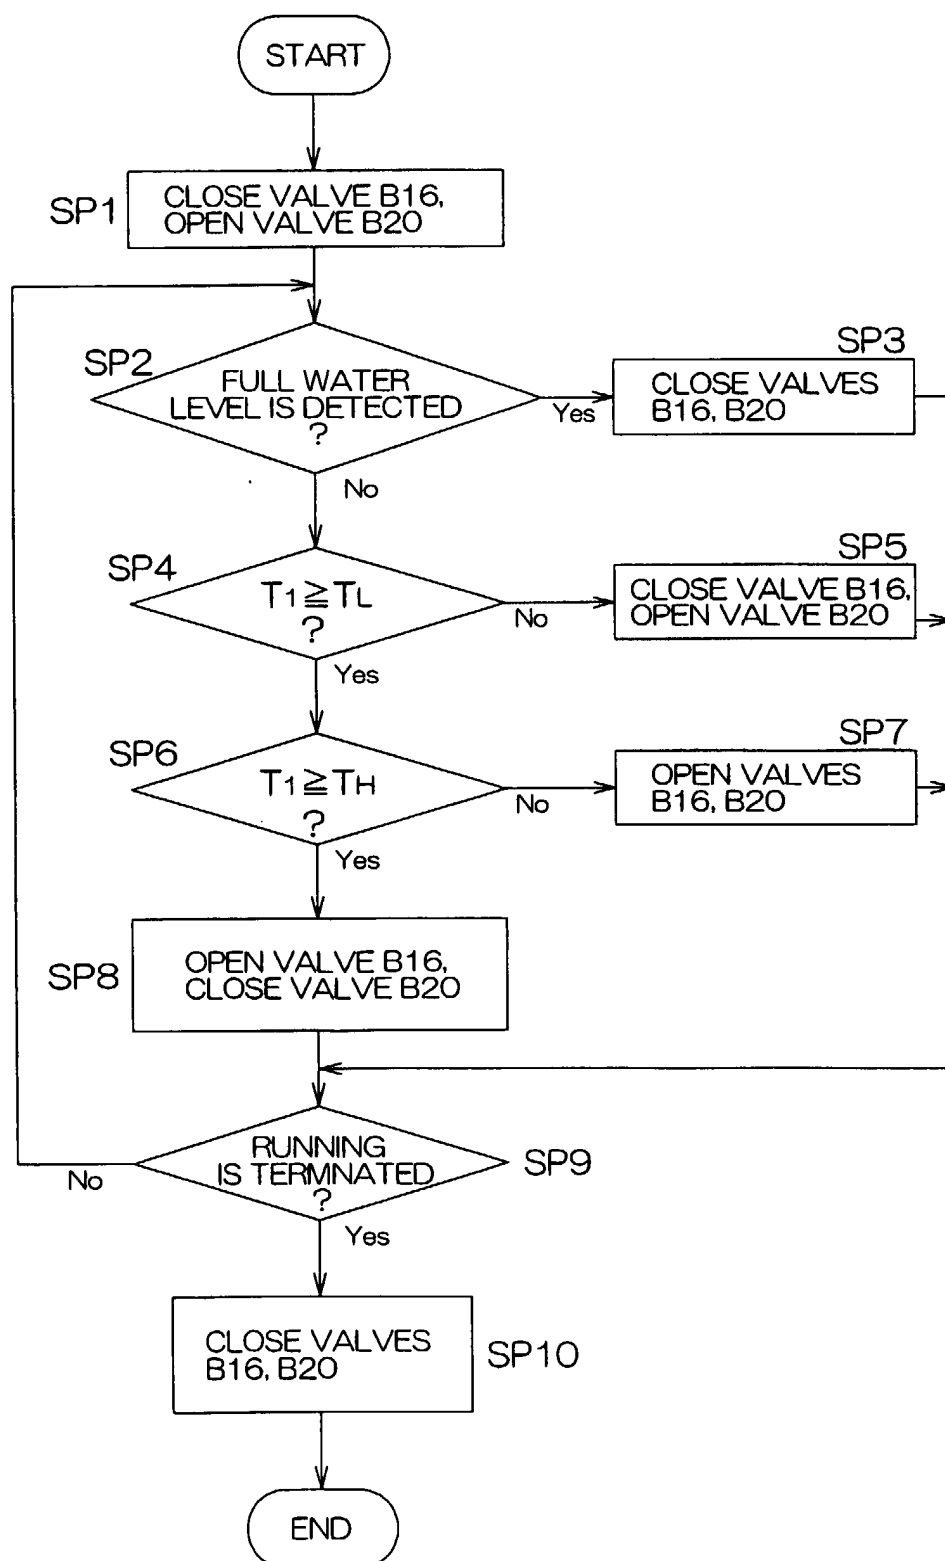 START
SP1
CLOSE VALVE B16,
OPEN VALVE B20
SP2
FULL WATER
LEVEL IS DETECTED
?
Yes
No
SP3
CLOSE VALVES
B16, B20
SP4
T1≧TL
?
No
Yes
SP5
CLOSE VALVE B16,
OPEN VALVE B20
SP6
T1≧TH
?
No
Yes
SP7
OPEN VALVES
B16, B20
SP8
OPEN VALVE B16,
CLOSE VALVE B20
RUNNING
IS TERMNATED
?
SP9
No
Yes
CLOSE VALVES
B16, B20
SP10
END